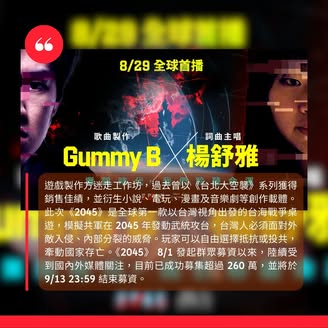 8/29 全球首播
歌曲製作
詞曲主唱
Gummy B × 楊舒雅
遊戲製作方迷走工作坊，過去曾以《台北大空襲》系列獲得
銷售佳績，並衍生小說、電玩、漫畫及音樂劇等創作載體。
此次《2045》是全球第一款以台灣視角出發的台海戰爭桌
遊，模擬共軍在 2045 年發動武統攻台，台灣人必須面對外
敵入侵、內部分裂的威脅。玩家可以自由選擇抵抗或投共，
牽動國家存亡。《2045》 8/1 發起群眾募資以來，陸續受
到國內外媒體關注，目前已成功募集超過 260 萬，並將於
9/13 23:59 結束募資。